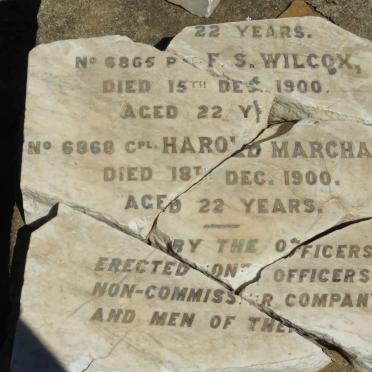 22 YEARS.
No 6865 PTE F. S. WILCOX,
DIED 15TH DEC. 1900.
AGED 22 Y
No 6868 CPL. HAROLD MARCHA
DIED 18TH DEC. 1900.
AGED 22 YEARS.
BY THE OFFICERS
ERECTED OFFICERS
NON-COMMISS R COMPANY
AND MEN OF THE